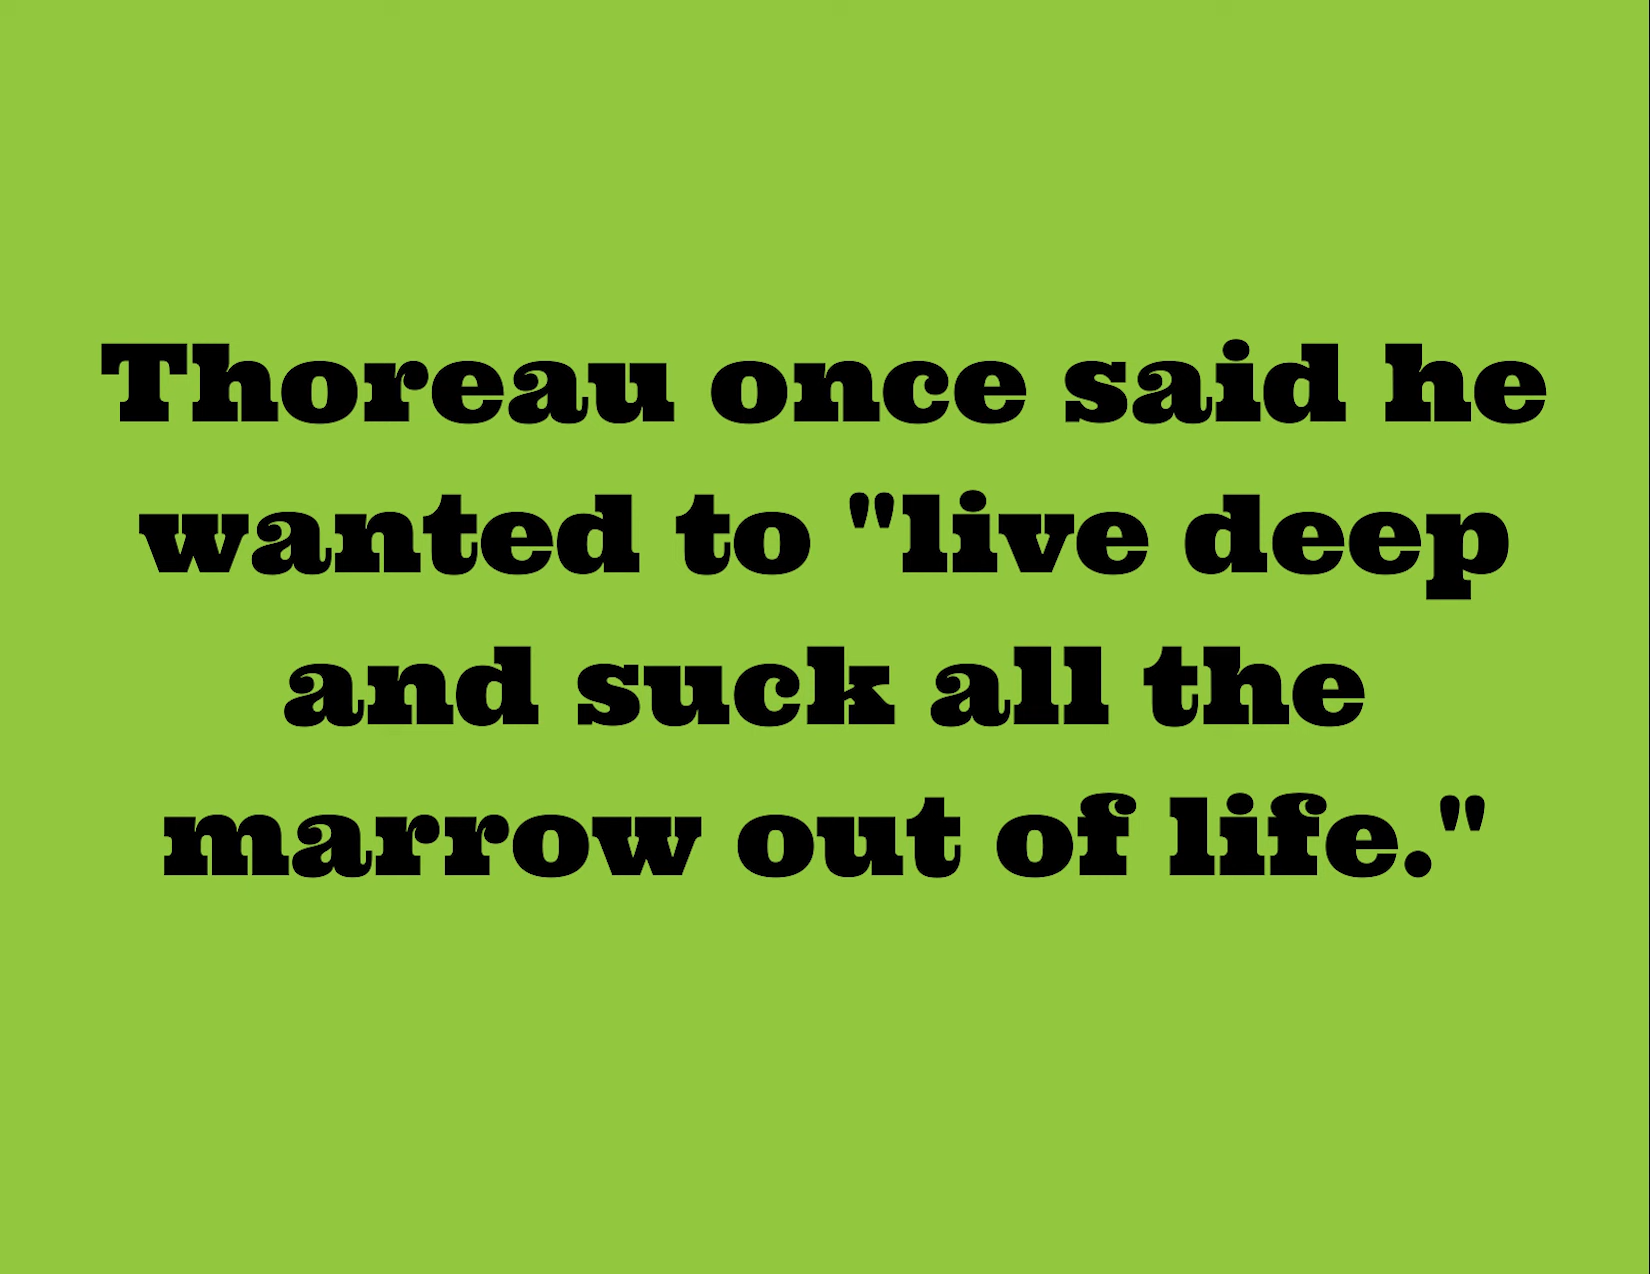 Thoreau once said he
wanted to "live deep
and suck all the
marrow out of life."